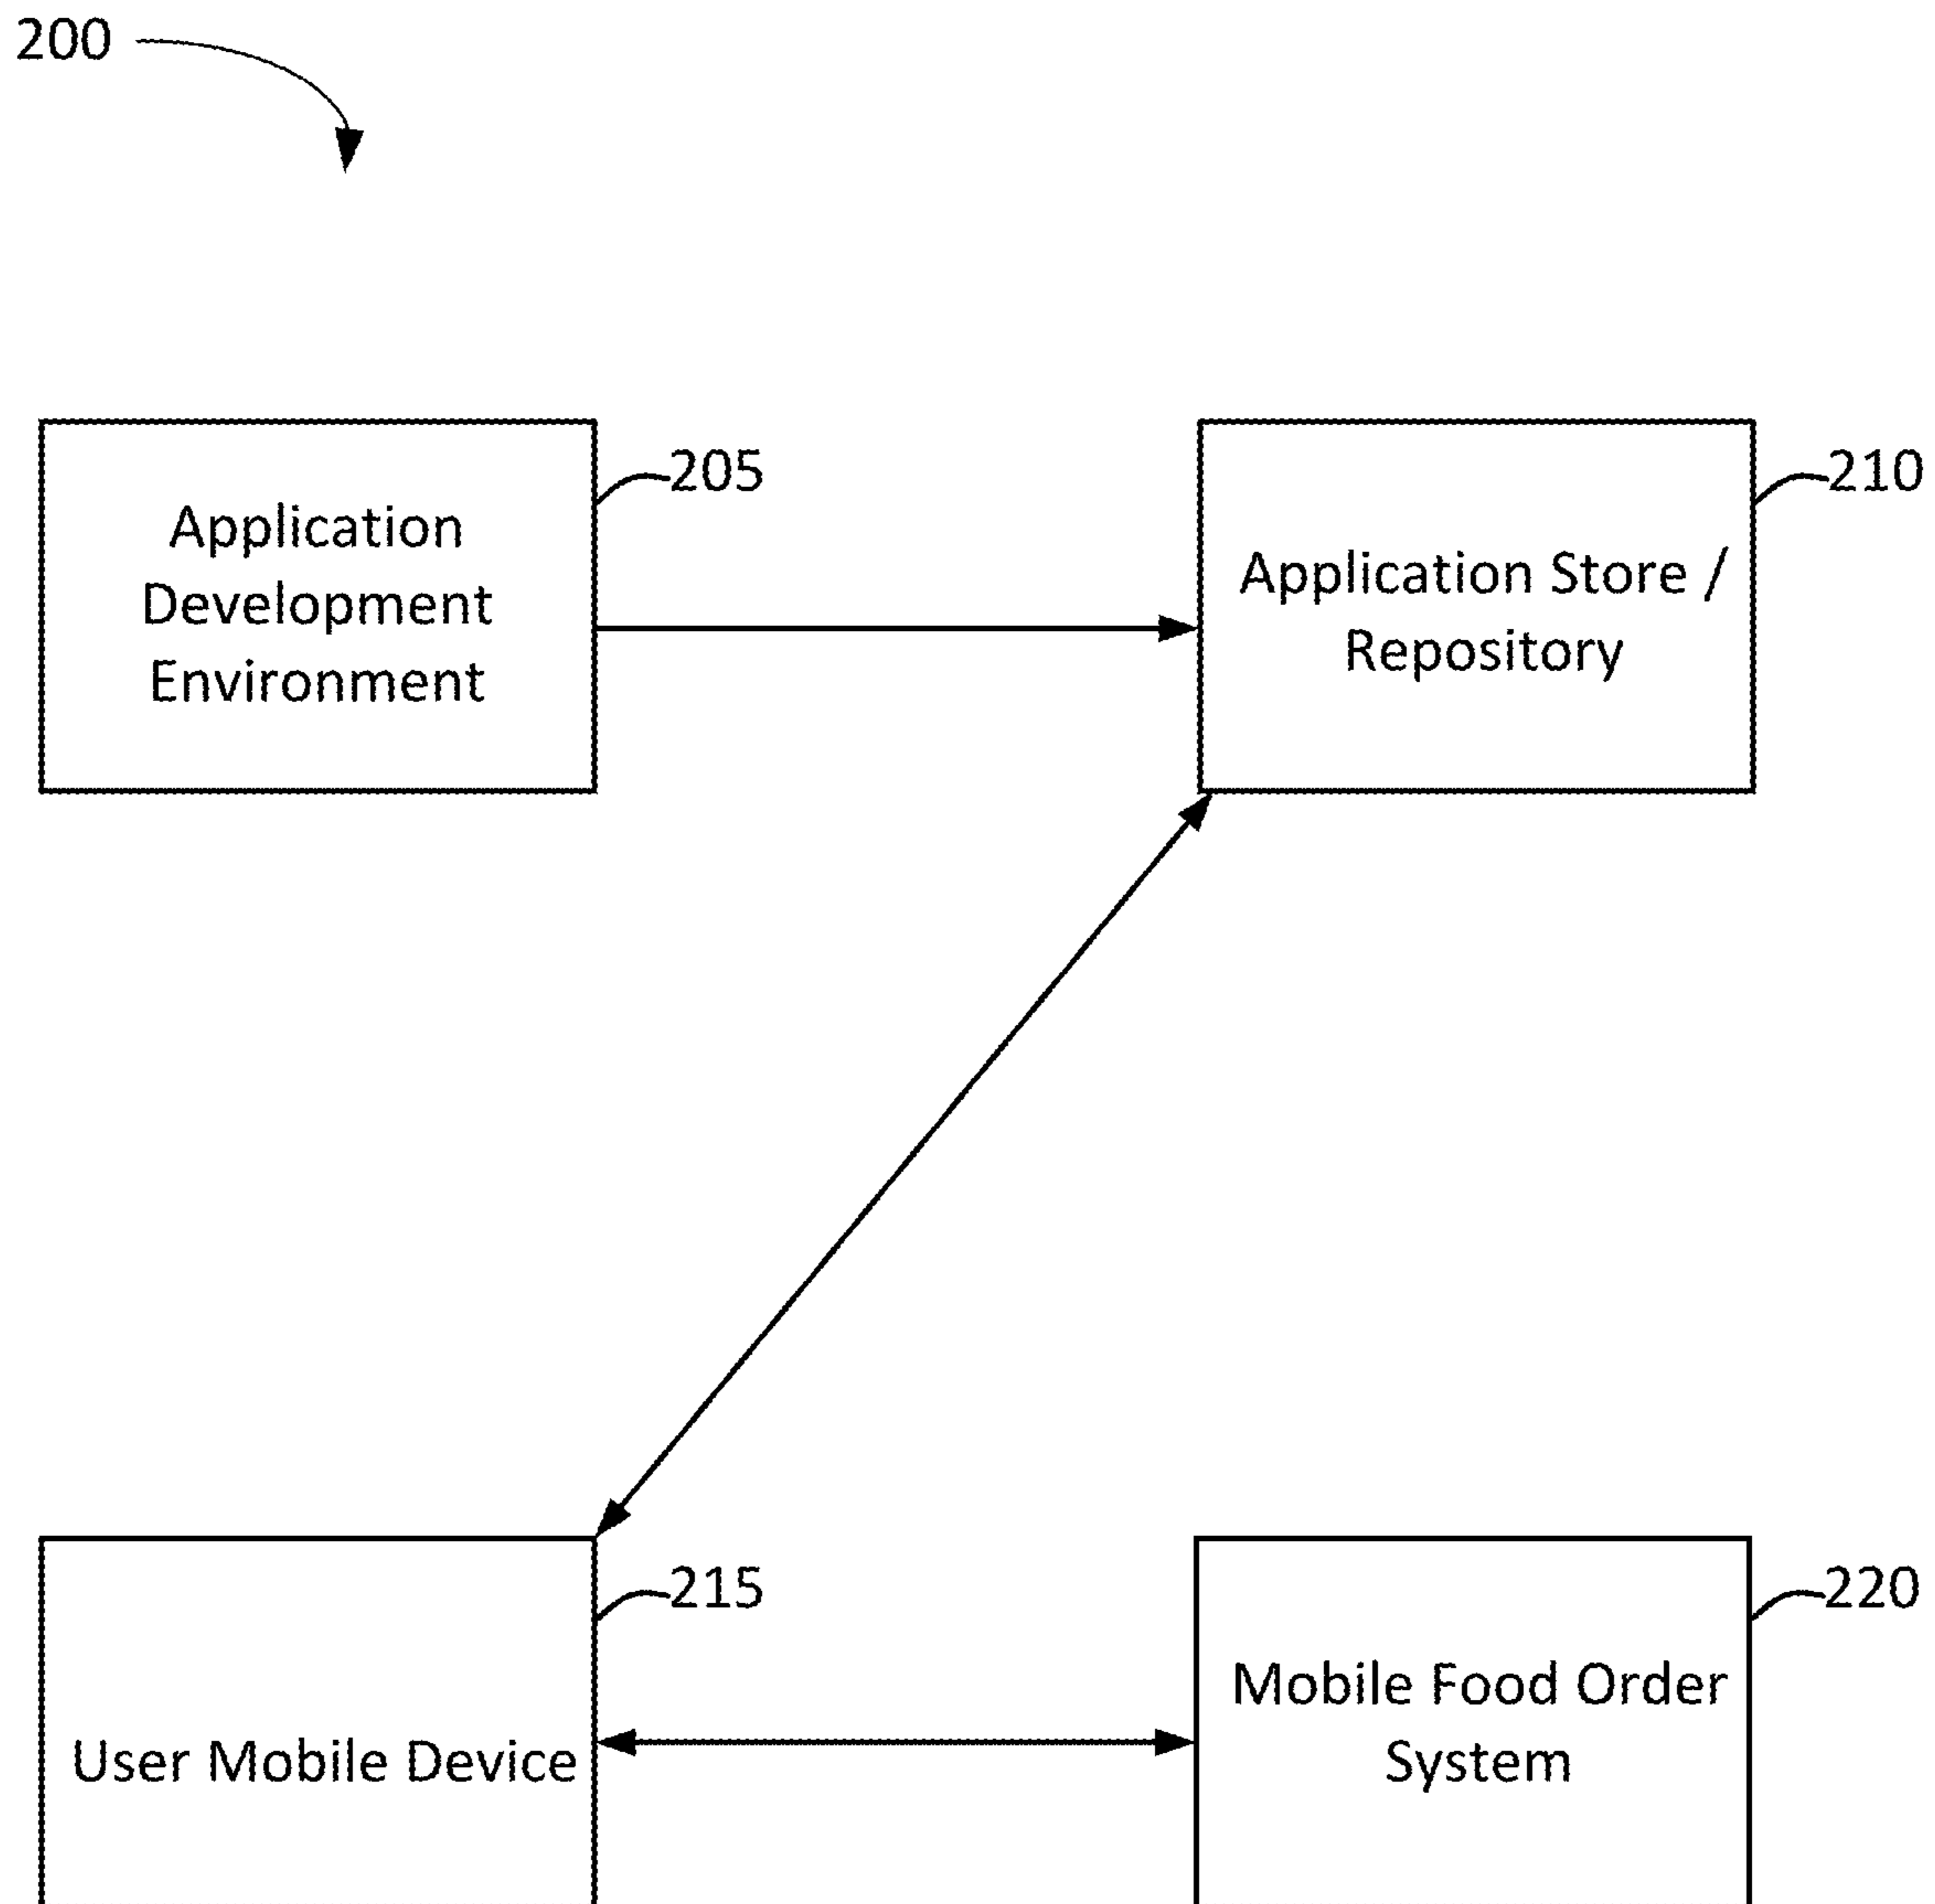 200
205
Application
Development
Environment
210
Application Store /
Repository
215
User Mobile Device
220
Mobile Food Order
System